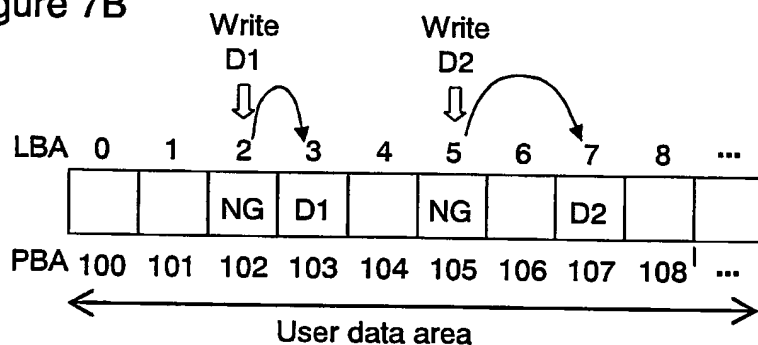 gure 7B
Write Write
D1 D2
LBA 0 1 2 3 4 5 6 7 8 ...
NG D1 NG D2
PBA 100 101 102 103 104 105 106 107 108 ...
User data area